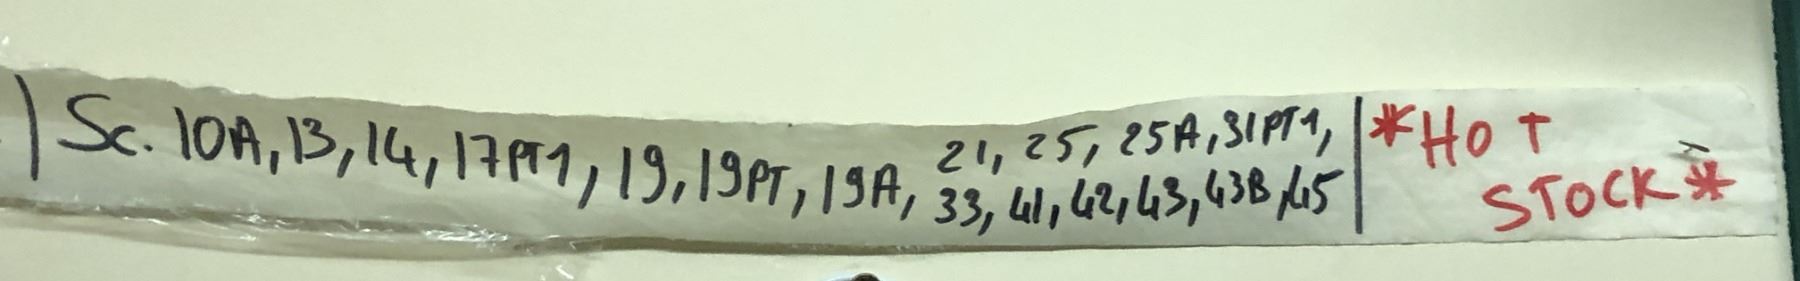 | Sc. 10A, 13, 14, 17PT1, 19, 19PT, 19A,
21, 25, 25A, 31PT1,
33, 41, 42, 43, 43B, 45 |
*HOT
STOCK*